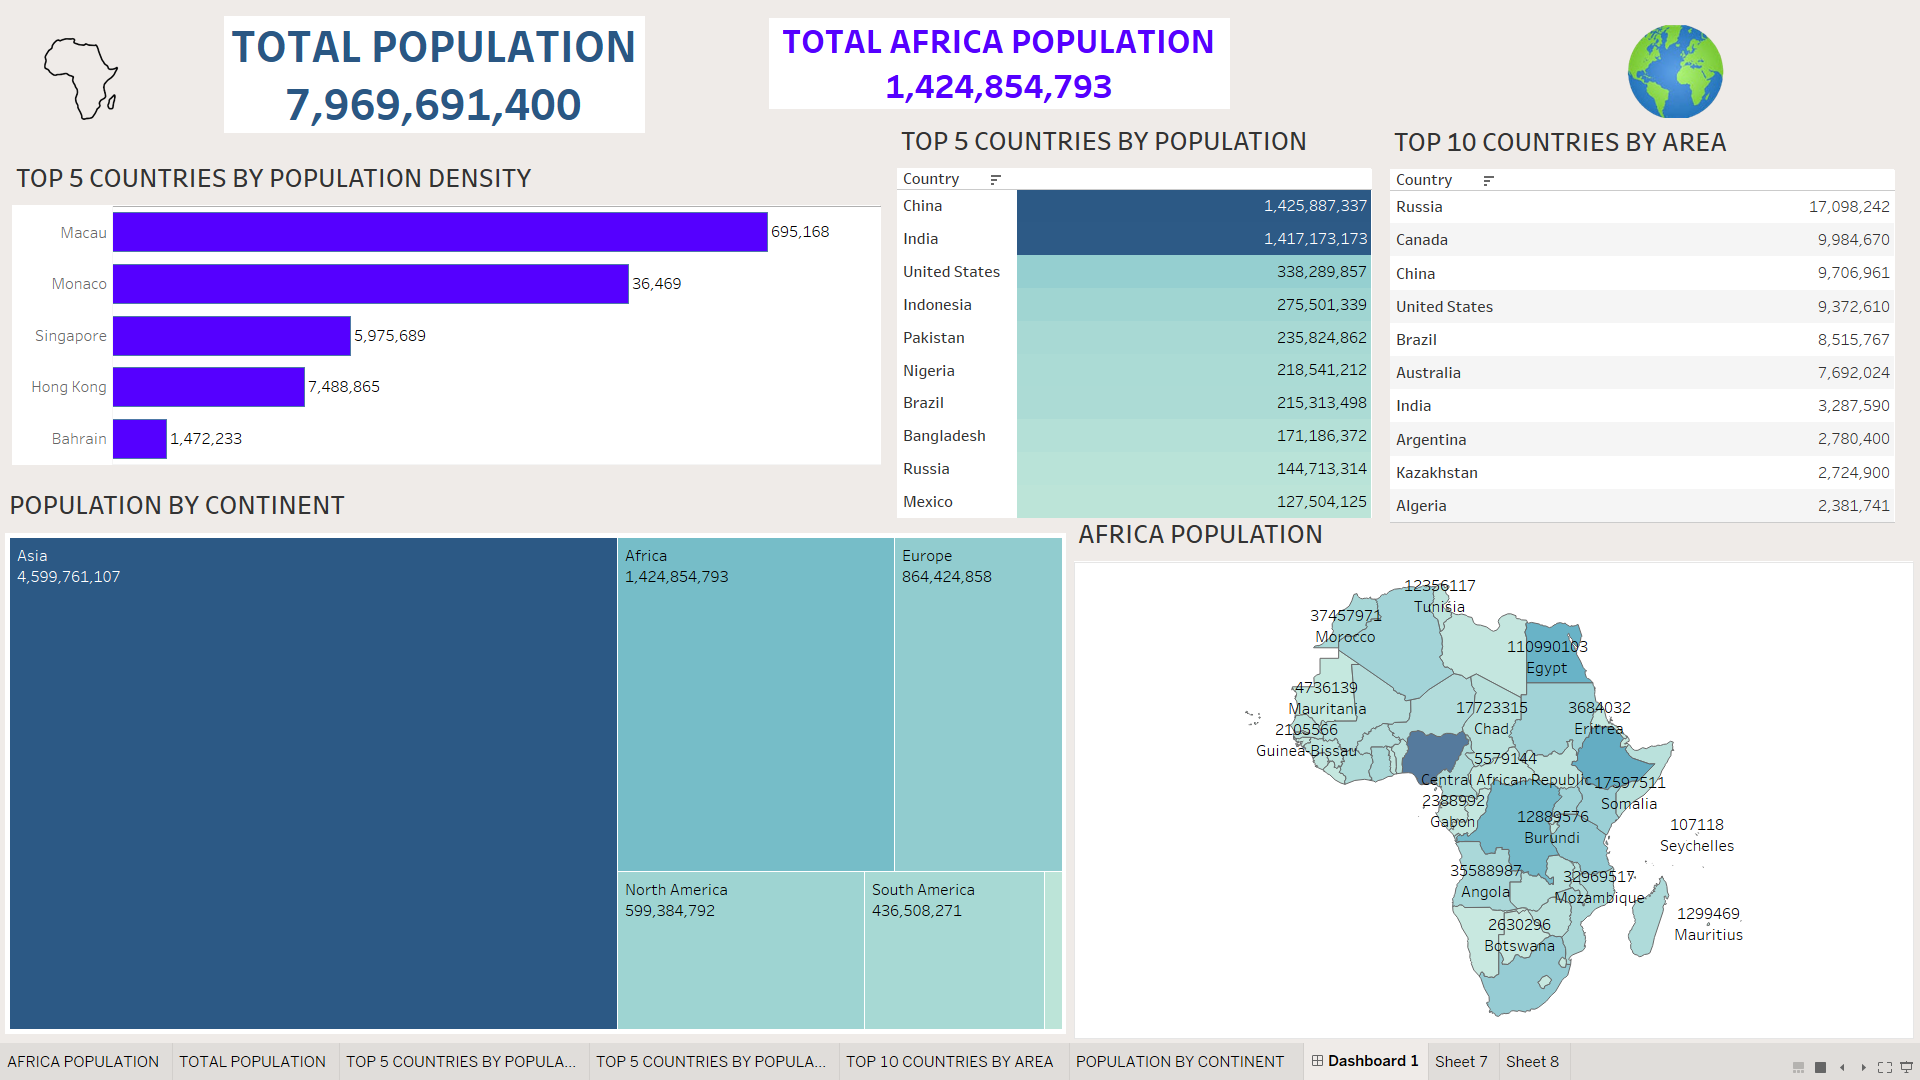 TOTAL POPULATION
7,969,691,400
TOTAL AFRICA POPULATION
1,424,854,793
TOP 5 COUNTRIES BY POPULATION DENSITY
Macau 695,168
Monaco 36,469
Singapore 5,975,689
Hong Kong 7,488,865
Bahrain 1,472,233
TOP 5 COUNTRIES BY POPULATION
Country
China 1,425,887,337
India 1,417,173,173
United States 338,289,857
Indonesia 275,501,339
Pakistan 235,824,862
Nigeria 218,541,212
Brazil 215,313,498
Bangladesh 171,186,372
Russia 144,713,314
Mexico 127,504,125
TOP 10 COUNTRIES BY AREA
Country
Russia 17,098,242
Canada 9,984,670
China 9,706,961
United States 9,372,610
Brazil 8,515,767
Australia 7,692,024
India 3,287,590
Argentina 2,780,400
Kazakhstan 2,724,900
Algeria 2,381,741
POPULATION BY CONTINENT
Asia
4,599,761,107
Africa
1,424,854,793
Europe
864,424,858
North America
599,384,792
South America
436,508,271
AFRICA POPULATION
12356117
Tunisia
37457971
Morocco
110990103
Egypt
4736139
Mauritania
17723315
Chad
3684032
Eritrea
2105566
Guinea-Bissau
5579144
Central African Republic
17597511
Somalia
2388992
Gabon
12889576
Burundi
107118
Seychelles
35588987
Angola
32969517
Mozambique
1299469
Mauritius
2630296
Botswana
AFRICA POPULATION
TOTAL POPULATION
TOP 5 COUNTRIES BY POPULA...
TOP 5 COUNTRIES BY POPULA...
TOP 10 COUNTRIES BY AREA
POPULATION BY CONTINENT
Dashboard 1
Sheet 7
Sheet 8